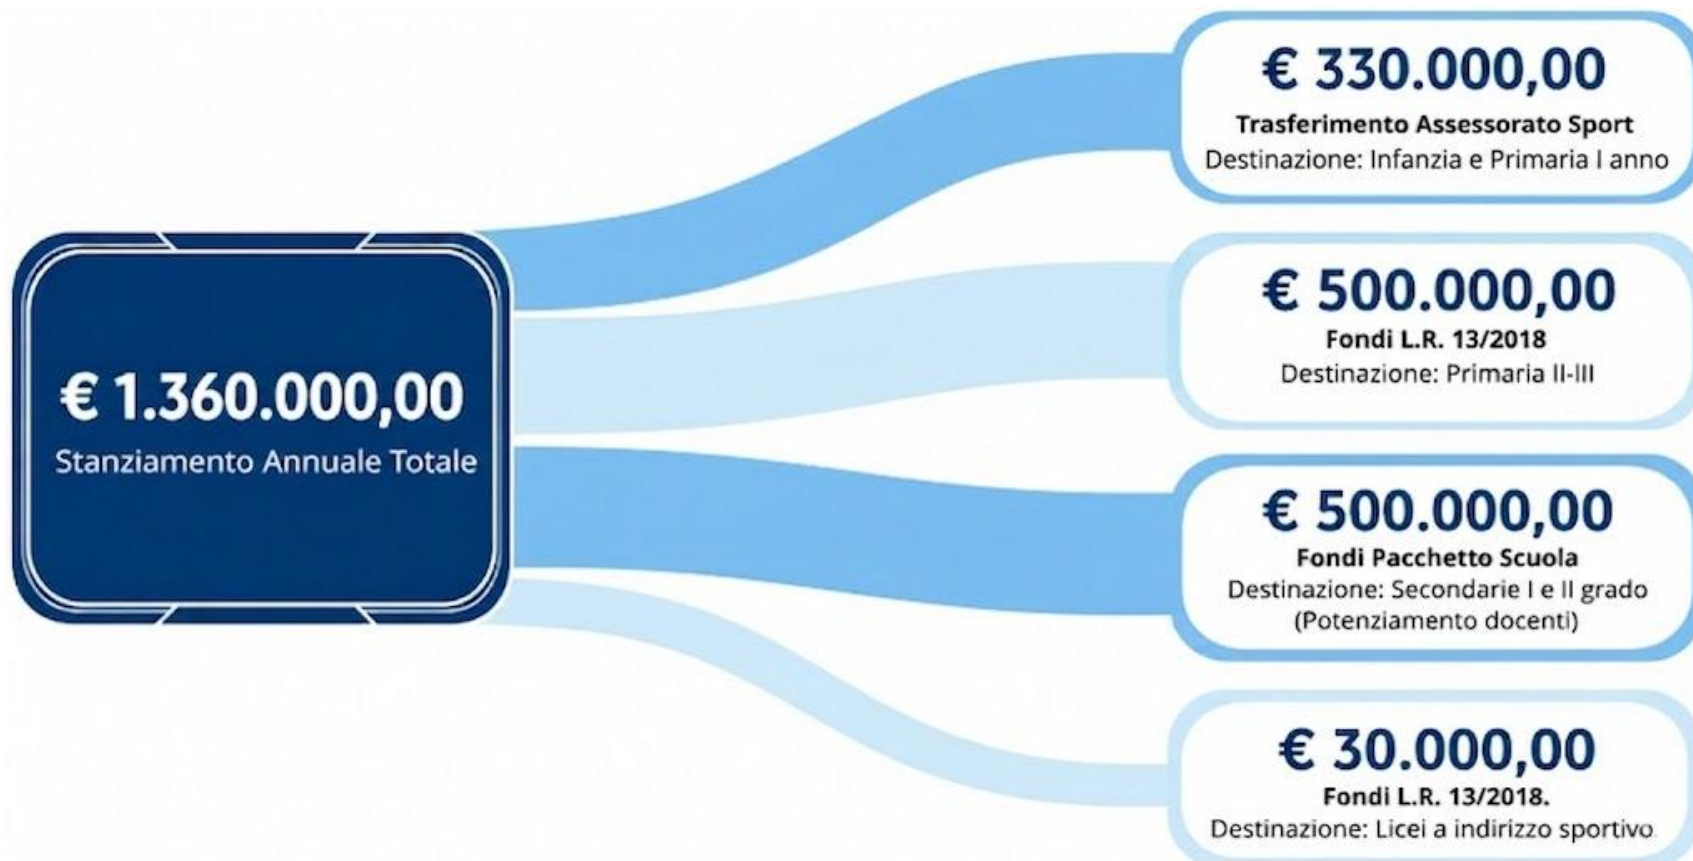 € 1.360.000,00
Stanziamento Annuale Totale
€ 330.000,00
Trasferimento Assessorato Sport
Destinazione: Infanzia e Primaria I anno
€ 500.000,00
Fondi L.R. 13/2018
Destinazione: Primaria II-III
€ 500.000,00
Fondi Pacchetto Scuola
Destinazione: Secondarie I e II grado
(Potenziamento docenti)
€ 30.000,00
Fondi L.R. 13/2018.
Destinazione: Licei a indirizzo sportivo